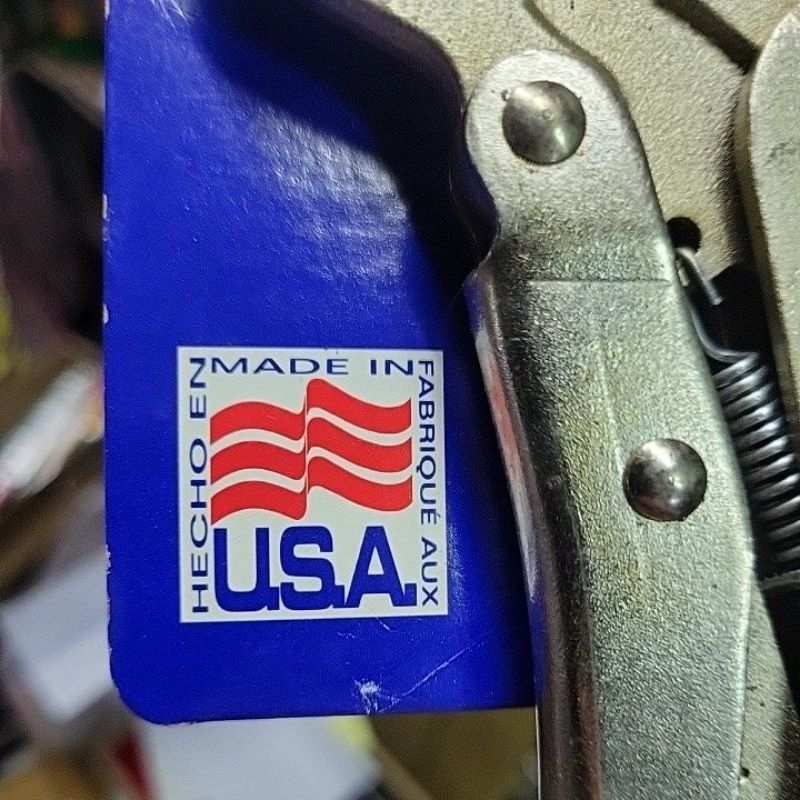 HECHO EN
MADE IN
FABRIQUÉ AUX
U.S.A.